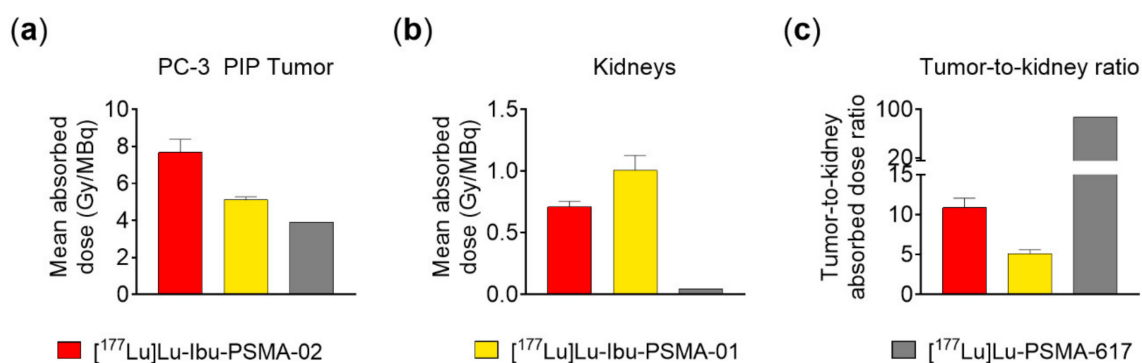 (a)
PC-3 PIP Tumor
Mean absorbed
dose (Gy/MBq)
10
8
6
4
2
0
(b)
Kidneys
Mean absorbed
dose (Gy/MBq)
1.5
1.0
0.5
0.0
(c)
Tumor-to-kidney ratio
Tumor-to-kidney
absorbed dose ratio
100
20
15
10
5
0
[¹⁷⁷Lu]Lu-Ibu-PSMA-02
[¹⁷⁷Lu]Lu-Ibu-PSMA-01
[¹⁷⁷Lu]Lu-PSMA-617